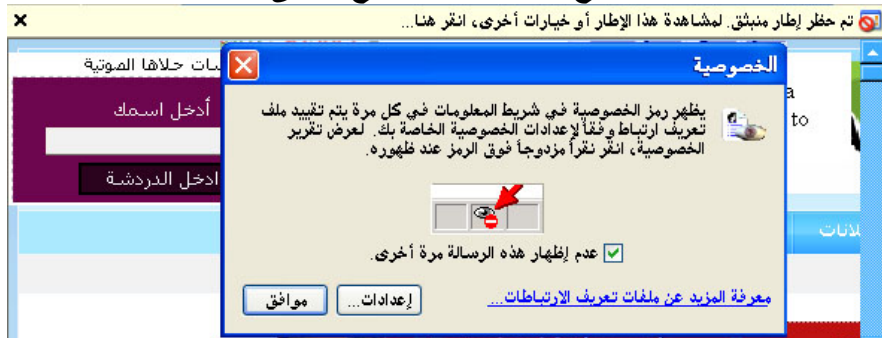 تم حظر إطار منبثق. لمشاهدة هذا الإطار أو خيارات أخرى، انقر هنا...
الخصوصية
يظهر رمز الخصوصية في شريط المعلومات في كل مرة يتم تقييد ملف
تعريف ارتباط وفقاً لإعدادات الخصوصية الخاصة بك. لعرض تقرير
الخصوصية، انقر نقراً مزدوجاً فوق الرمز عند ظهوره.
عدم إظهار هذه الرسالة مرة أخرى.
معرفة المزيد عن ملفات تعريف الارتباطات...
إعدادات...
موافق
حلاها الصوتية
أدخل اسمك
ادخل الدردشة
to